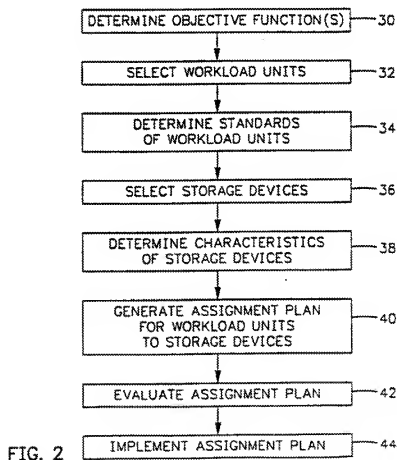 DETERMINE OBJECTIVE FUNCTION(S) 30
SELECT WORKLOAD UNITS 32
DETERMINE STANDARDS
OF WORKLOAD UNITS 34
SELECT STORAGE DEVICES 36
DETERMINE CHARACTERISTICS
OF STORAGE DEVICES 38
GENERATE ASSIGNMENT PLAN
FOR WORKLOAD UNITS 40
TO STORAGE DEVICES
EVALUATE ASSIGNMENT PLAN 42
IMPLEMENT ASSIGNMENT PLAN 44
FIG. 2